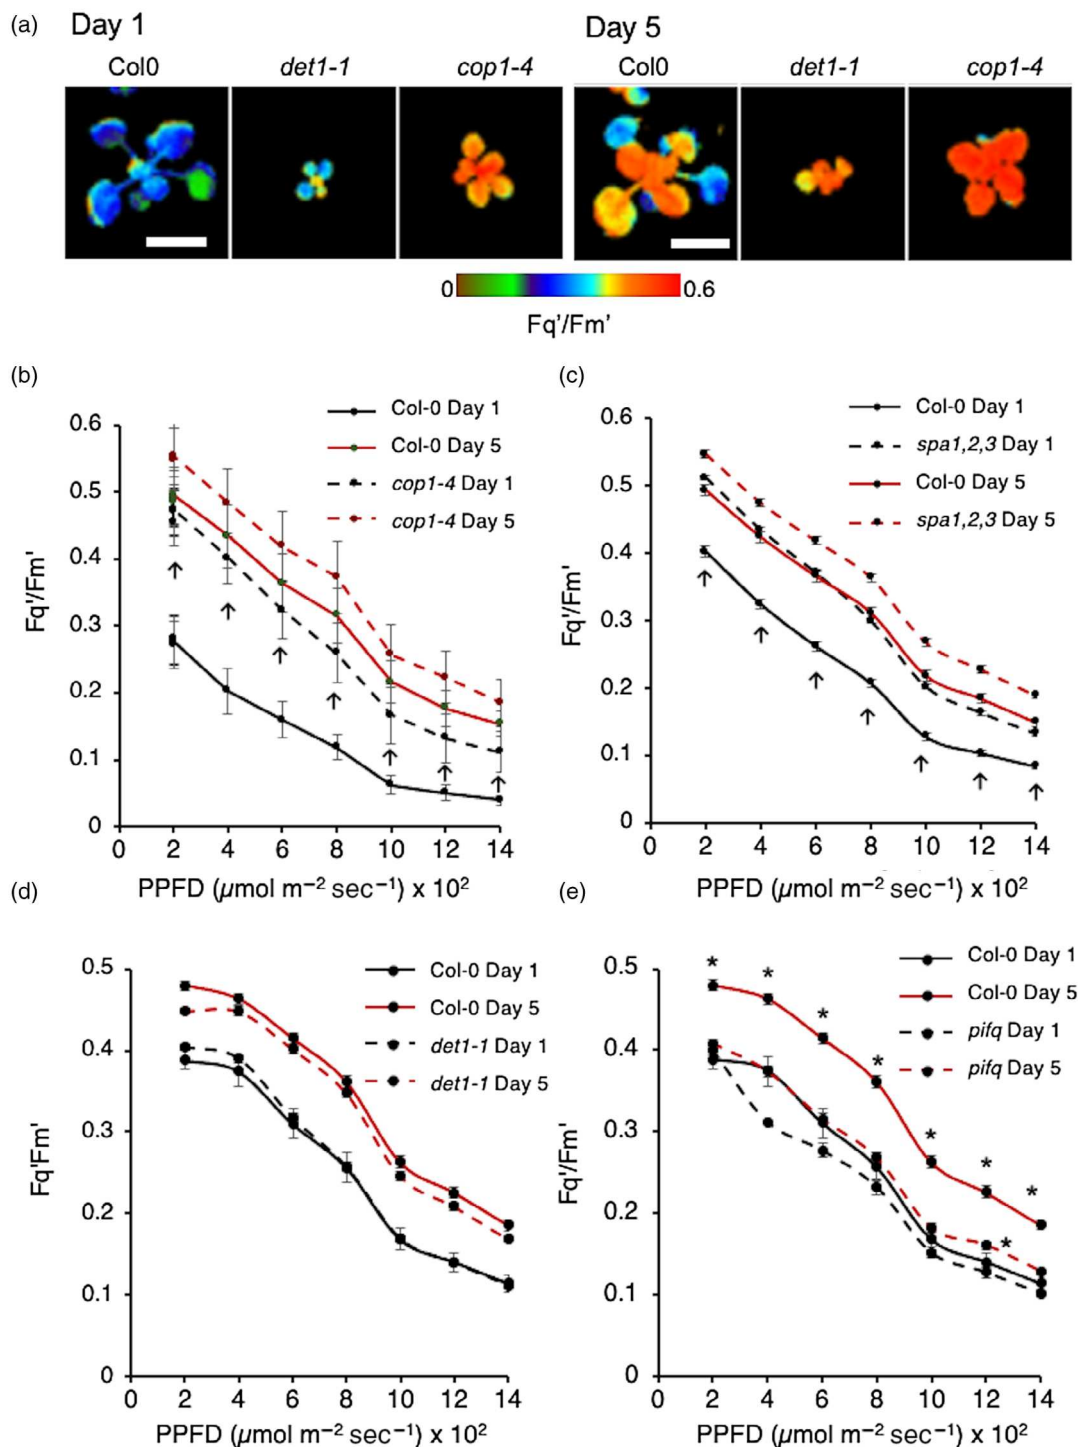 (a)
Day 1
Day 5
Col0
det1-1
cop1-4
Col0
det1-1
cop1-4
0
0.6
Fq'/Fm'
(b)
Col-0 Day 1
Col-0 Day 5
cop1-4 Day 1
cop1-4 Day 5
Fq'/Fm'
0.6
0.5
0.4
0.3
0.2
0.1
0
0 2 4 6 8 10 12 14
PPFD (µmol m−2 sec−1) x 10²
(c)
Col-0 Day 1
spa1,2,3 Day 1
Col-0 Day 5
spa1,2,3 Day 5
Fq'/Fm'
0.6
0.5
0.4
0.3
0.2
0.1
0
0 2 4 6 8 10 12 14
PPFD (µmol m−2 sec−1) x 10²
(d)
Col-0 Day 1
Col-0 Day 5
det1-1 Day 1
det1-1 Day 5
Fq'Fm'
0.5
0.4
0.3
0.2
0.1
0
0 2 4 6 8 10 12 14
PPFD (µmol m−2 sec−1) x 10²
(e)
Col-0 Day 1
Col-0 Day 5
pifq Day 1
pifq Day 5
Fq'/Fm'
0.5
0.4
0.3
0.2
0.1
0
0 2 4 6 8 10 12 14
PPFD (µmol m−2 sec−1) x 10²